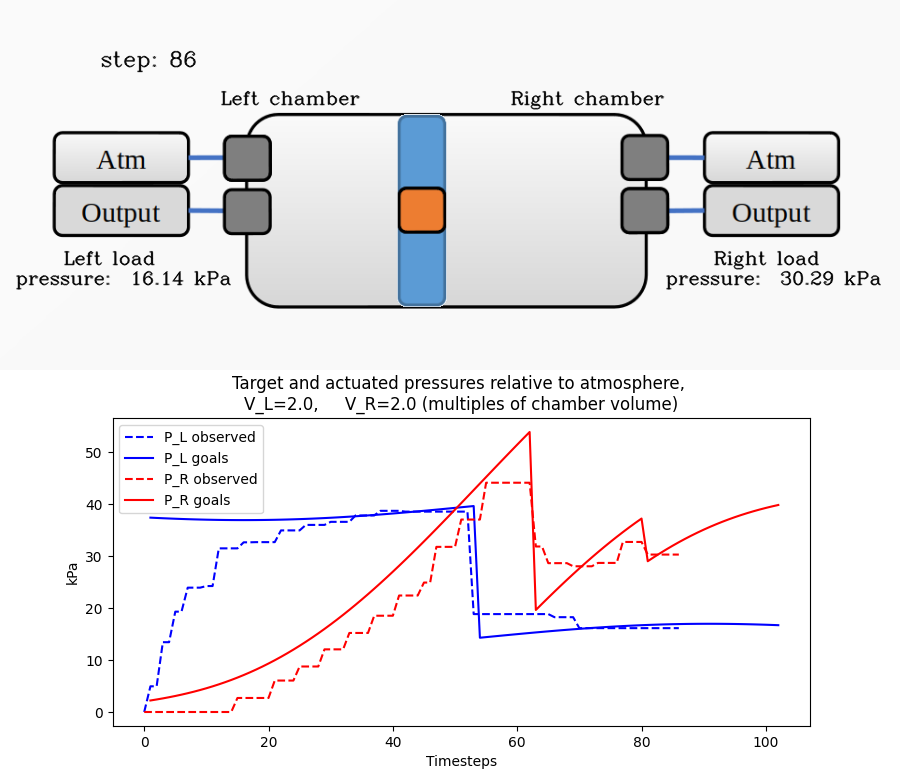 step: 86
Left chamber
Right chamber
Atm
Atm
Output
Output
Left load
pressure: 16.14 kPa
Right load
pressure: 30.29 kPa
Target and actuated pressures relative to atmosphere,
V_L=2.0, V_R=2.0 (multiples of chamber volume)
P_L observed
P_L goals
P_R observed
P_R goals
50
40
30
20
10
0
kPa
0
20
40
60
80
100
Timesteps